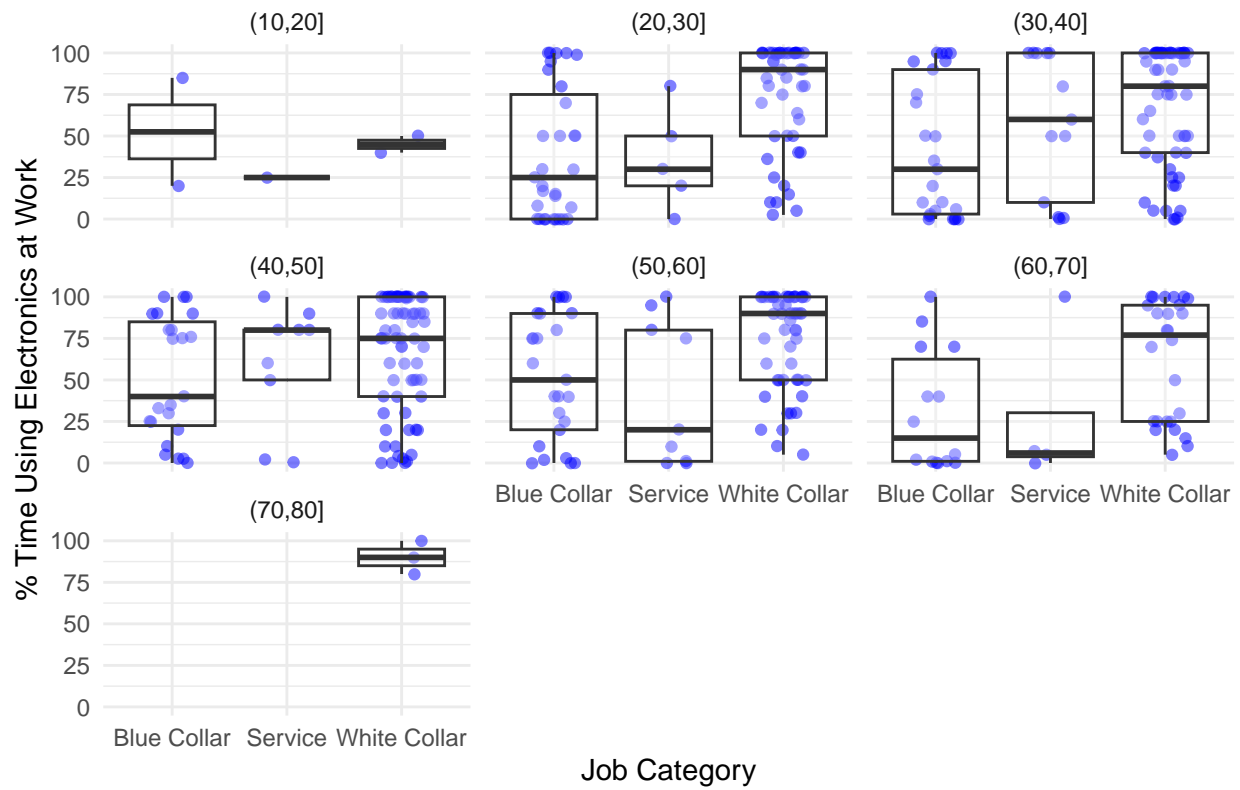 (10,20]
(20,30]
(30,40]
100
75
50
25
0
(40,50]
(50,60]
(60,70]
100
75
50
25
0
Blue Collar
Service
White Collar
Blue Collar
Service
White Collar
(70,80]
100
75
50
25
0
Blue Collar
Service
White Collar
% Time Using Electronics at Work
Job Category